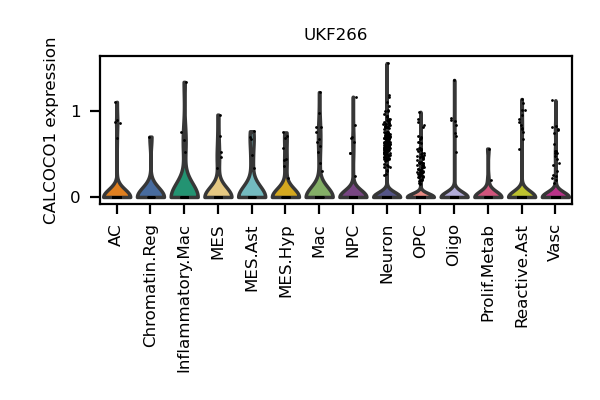 UKF266
CALCOCO1 expression
1
0
AC
Chromatin.Reg
Inflammatory.Mac
MES
MES.Ast
MES.Hyp
Mac
NPC
Neuron
OPC
Oligo
Prolif.Metab
Reactive.Ast
Vasc